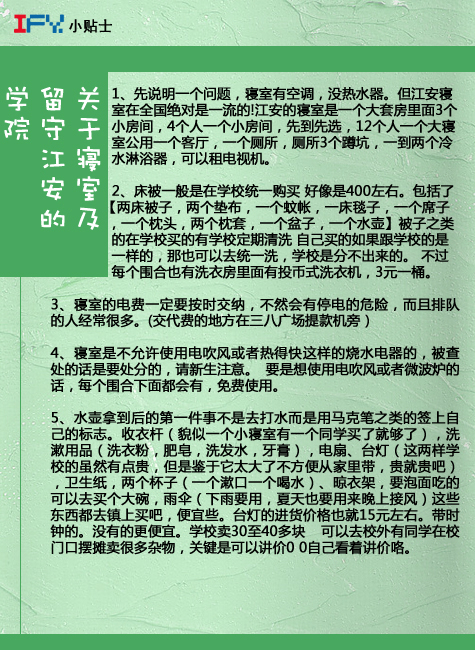 IFY 小贴士
关于寝室及
留守江安的
学院
1、先说明一个问题，寝室有空调，没热水器。但江安寝
室在全国绝对是一流的!江安的寝室是一个大套房里面3个
小房间，4个人一个小房间，先到先选，12个人一个大寝
室公用一个客厅，一个厕所，厕所3个蹲坑，一到两个冷
水淋浴器，可以租电视机。
2、床被一般是在学校统一购买 好像是400左右。包括了
【两床被子，两个垫布，一个蚊帐，一床毯子，一个席子
，一个枕头，两个枕套，一个盆子，一个水壶】被子之类
的在学校买的有学校定期清洗 自己买的如果跟学校的是
一样的，那也可以去统一洗，学校是分不出来的。 不过
每个围合也有洗衣房里面有投币式洗衣机，3元一桶。
3、寝室的电费一定要按时交纳，不然会有停电的危险，而且排队
的人经常很多。(交代费的地方在三八广场提款机旁 )
4、寝室是不允许使用电吹风或者热得快这样的烧水电器的，被查
处的话是要处分的，请新生注意。 要是想使用电吹风或者微波炉的
话，每个围合下面都会有，免费使用。
5、水壶拿到后的第一件事不是去打水而是用马克笔之类的签上自
己的标志。收衣杆（貌似一个小寝室有一个同学买了就够了），洗
漱用品（洗衣粉，肥皂，洗发水，牙膏），电扇、台灯（这两样学
校的虽然有点贵，但是鉴于它太大了不方便从家里带，贵就贵吧）
，卫生纸，两个杯子（一个漱口一个喝水）、晾衣架，要泡面吃的
可以去买个大碗，雨伞（下雨要用，夏天也要用来晚上接风）这些
东西都去镇上买吧，便宜些。台灯的进货价格也就15元左右。带时
钟的。没有的更便宜。学校卖30至40多块 可以去校外有同学在校
门口摆摊卖很多杂物，关键是可以讲价0 0自己看着讲价咯。